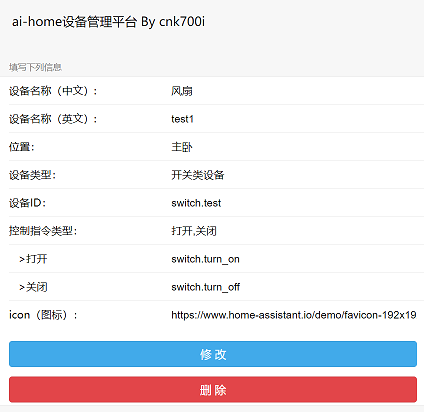 ai-home设备管理平台 By cnk700i
填写下列信息
设备名称（中文）: 风扇
设备名称（英文）: test1
位置: 主卧
设备类型: 开关类设备
设备ID: switch.test
控制指令类型: 打开,关闭
>打开 switch.turn_on
>关闭 switch.turn_off
icon（图标）: https://www.home-assistant.io/demo/favicon-192x19
修 改
删 除